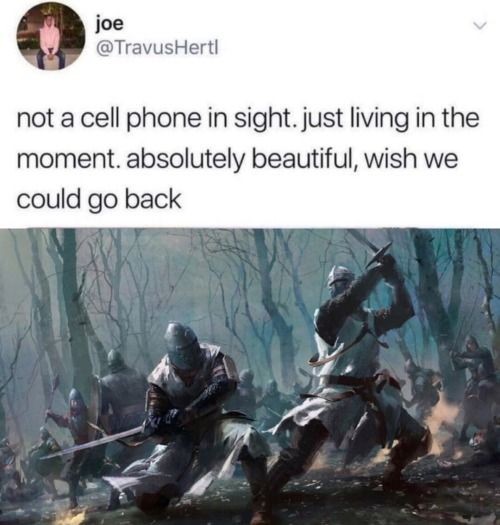 joe
@TravusHertl
not a cell phone in sight. just living in the
moment. absolutely beautiful, wish we
could go back